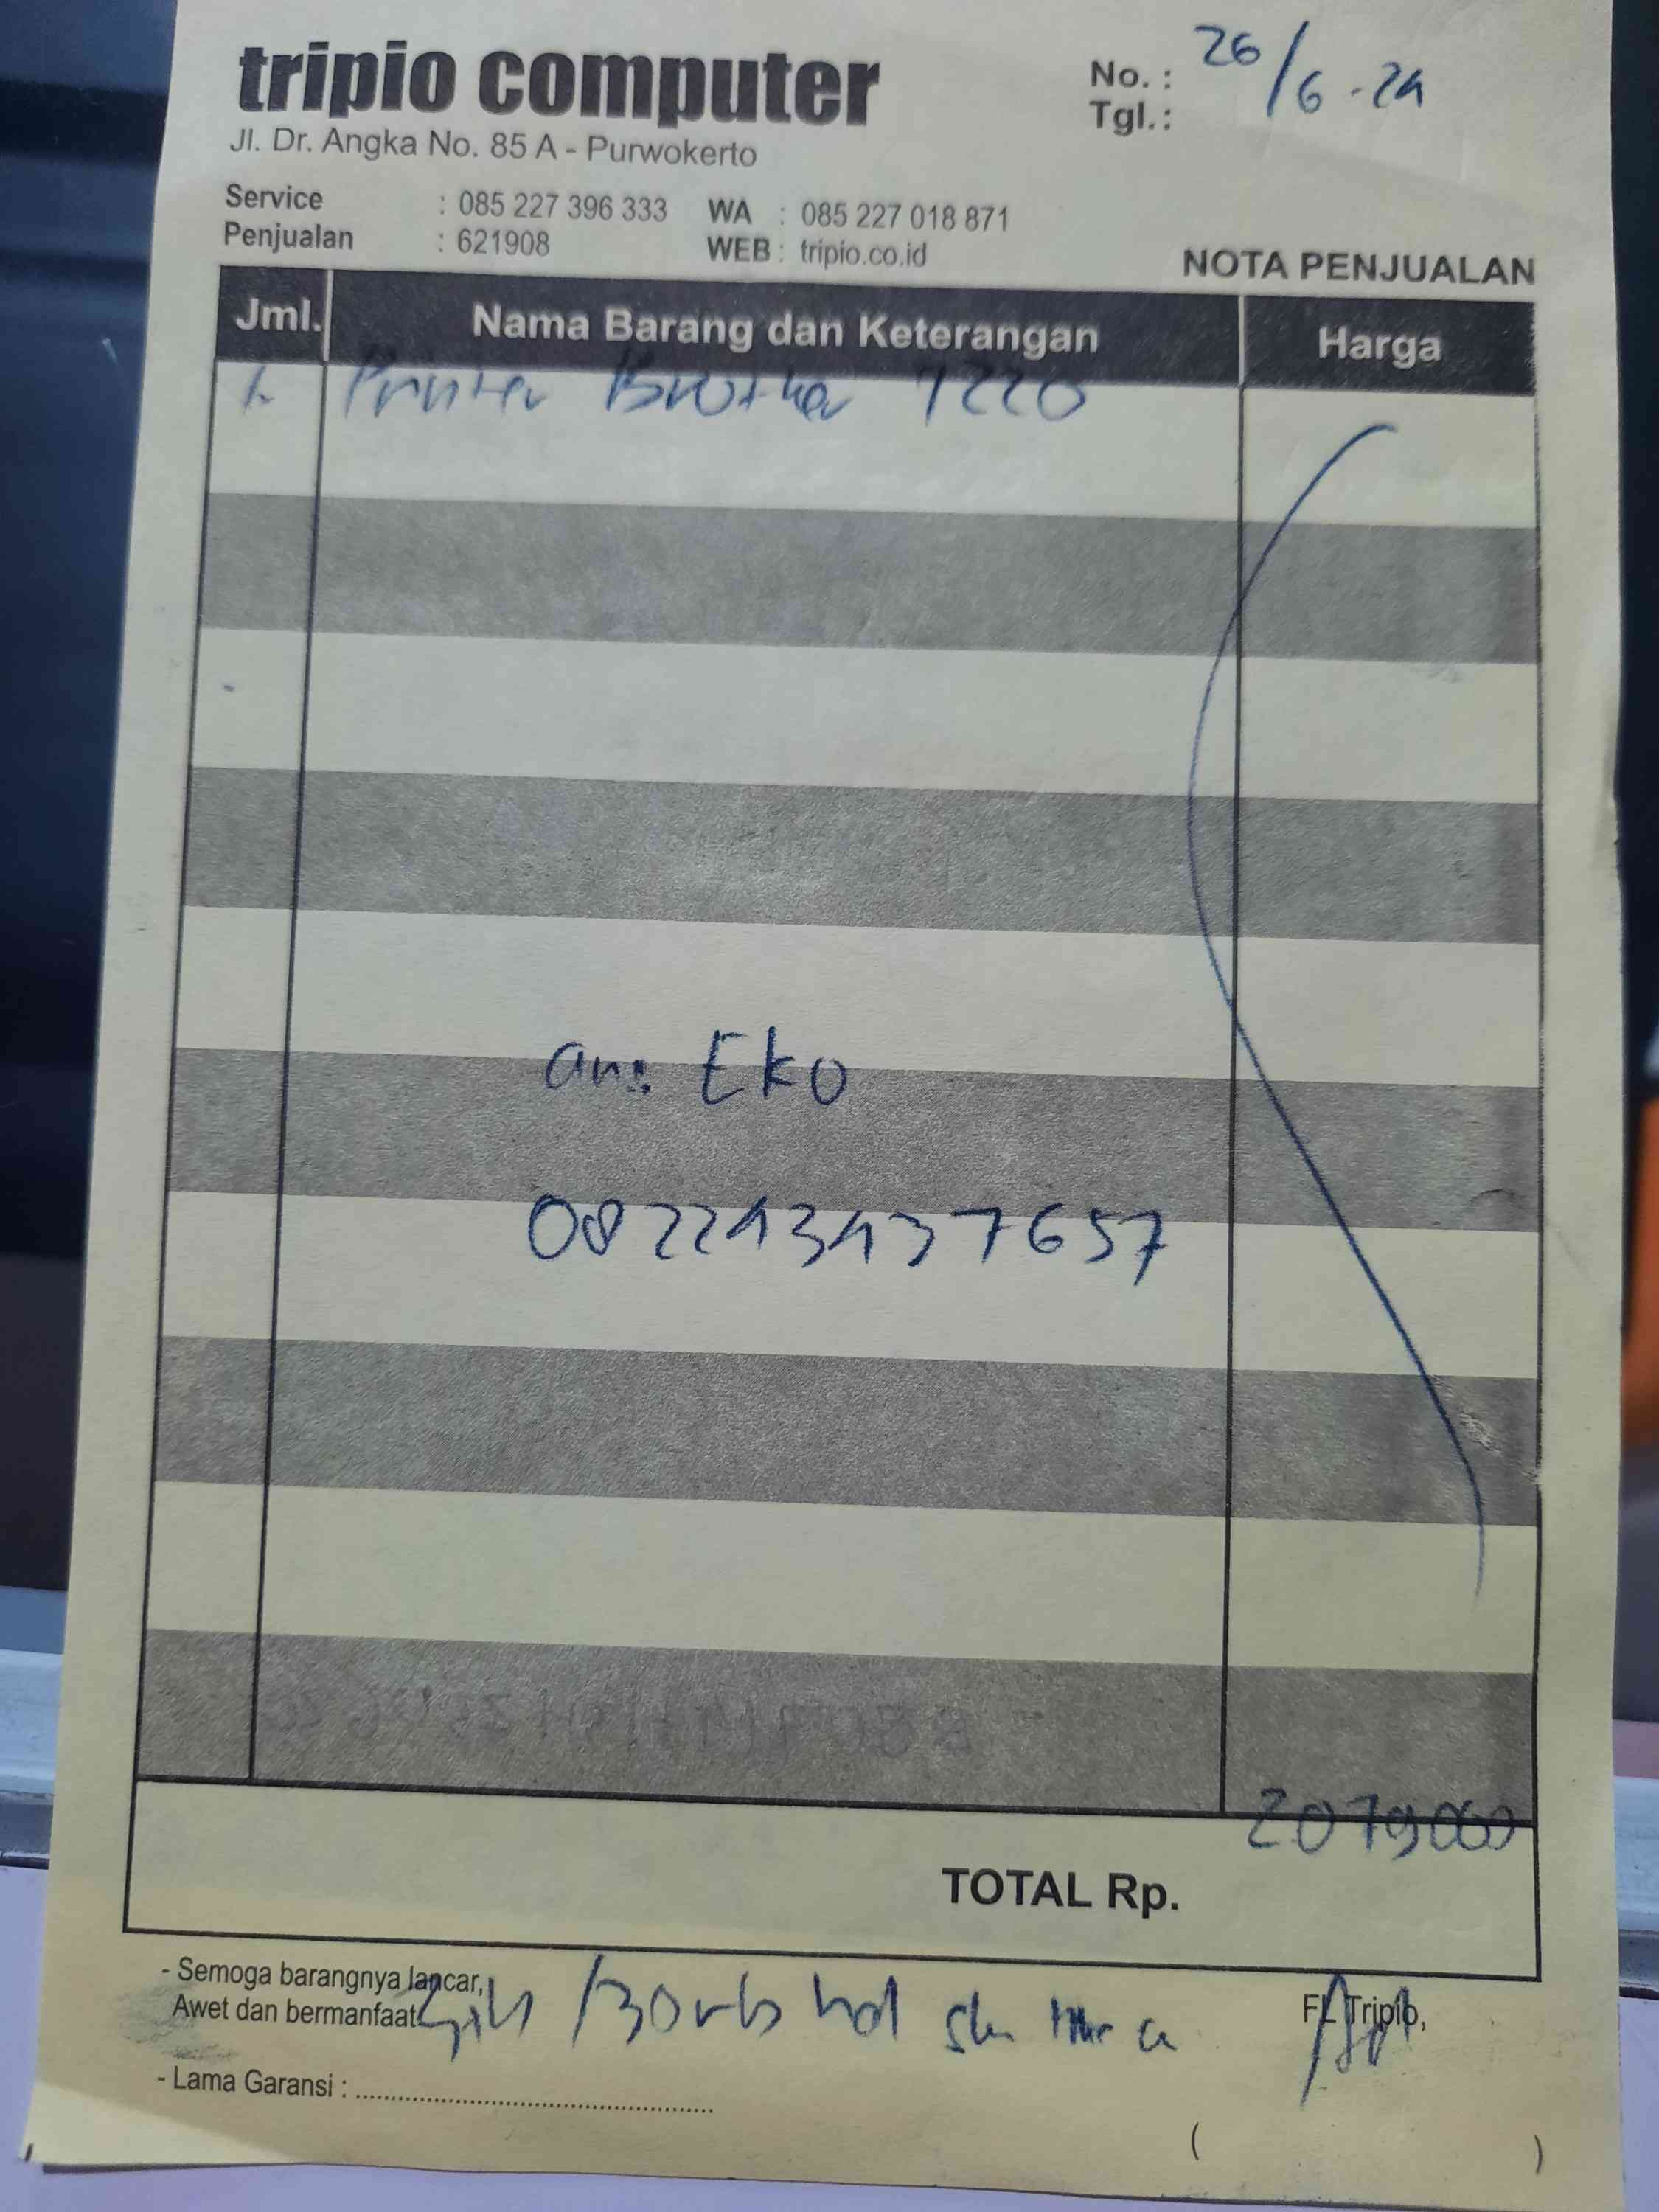 tripio computer
Jl. Dr. Angka No. 85 A - Purwokerto
No. : 26/6-24
Tgl.:
Service : 085 227 396 333 WA : 085 227 018 871
Penjualan : 621908 WEB : tripio.co.id
NOTA PENJUALAN
Jml. Nama Barang dan Keterangan Harga
1. Printer Brother T220
an: Eko
082243437657
2079000
TOTAL Rp.
- Semoga barangnya lancar,
Awet dan bermanfaat
FL Tripio,
- Lama Garansi : ......................................................
( )